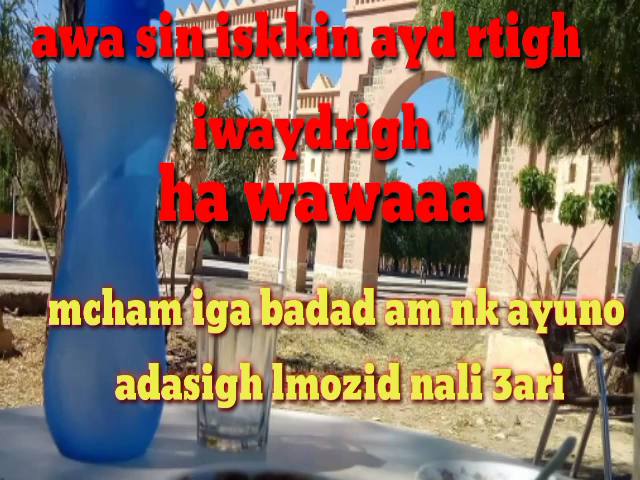 awa sin iskkin ayd rtigh
iwaydrigh
ha wawaaa
mcham iga badad am nk ayuno
adasigh lmozid nali 3ari